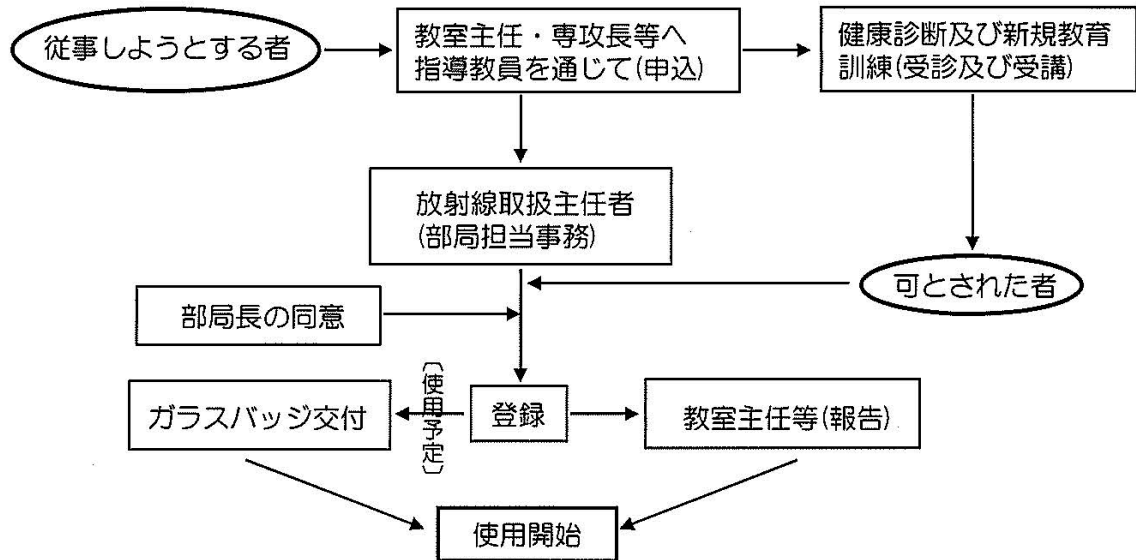 従事しようとする者
教室主任・専攻長等へ
指導教員を通じて(申込)
健康診断及び新規教育
訓練(受診及び受講)
放射線取扱主任者
(部局担当事務)
可とされた者
部局長の同意
ガラスバッジ交付
〔使用予定〕
登録
教室主任等(報告)
使用開始